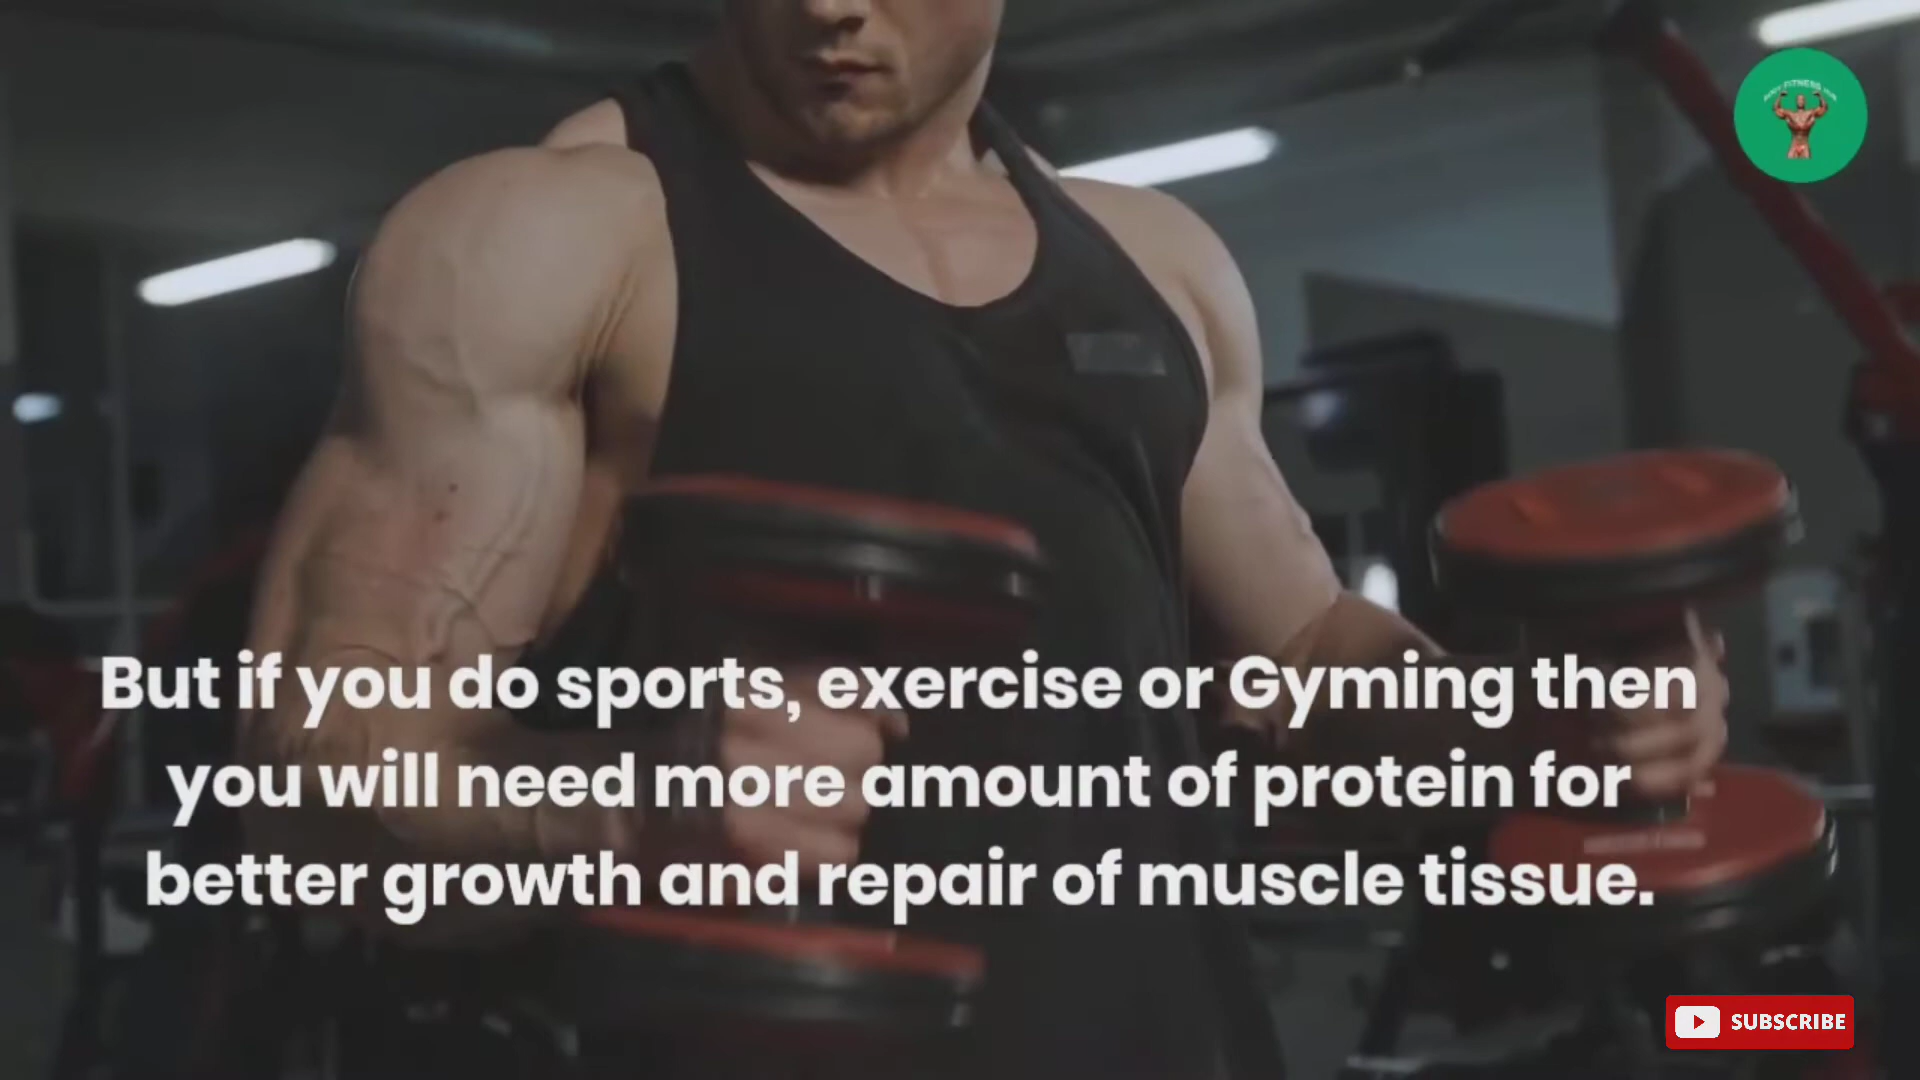 FITNESS
But if you do sports, exercise or Gyming then
you will need more amount of protein for
better growth and repair of muscle tissue.
SUBSCRIBE